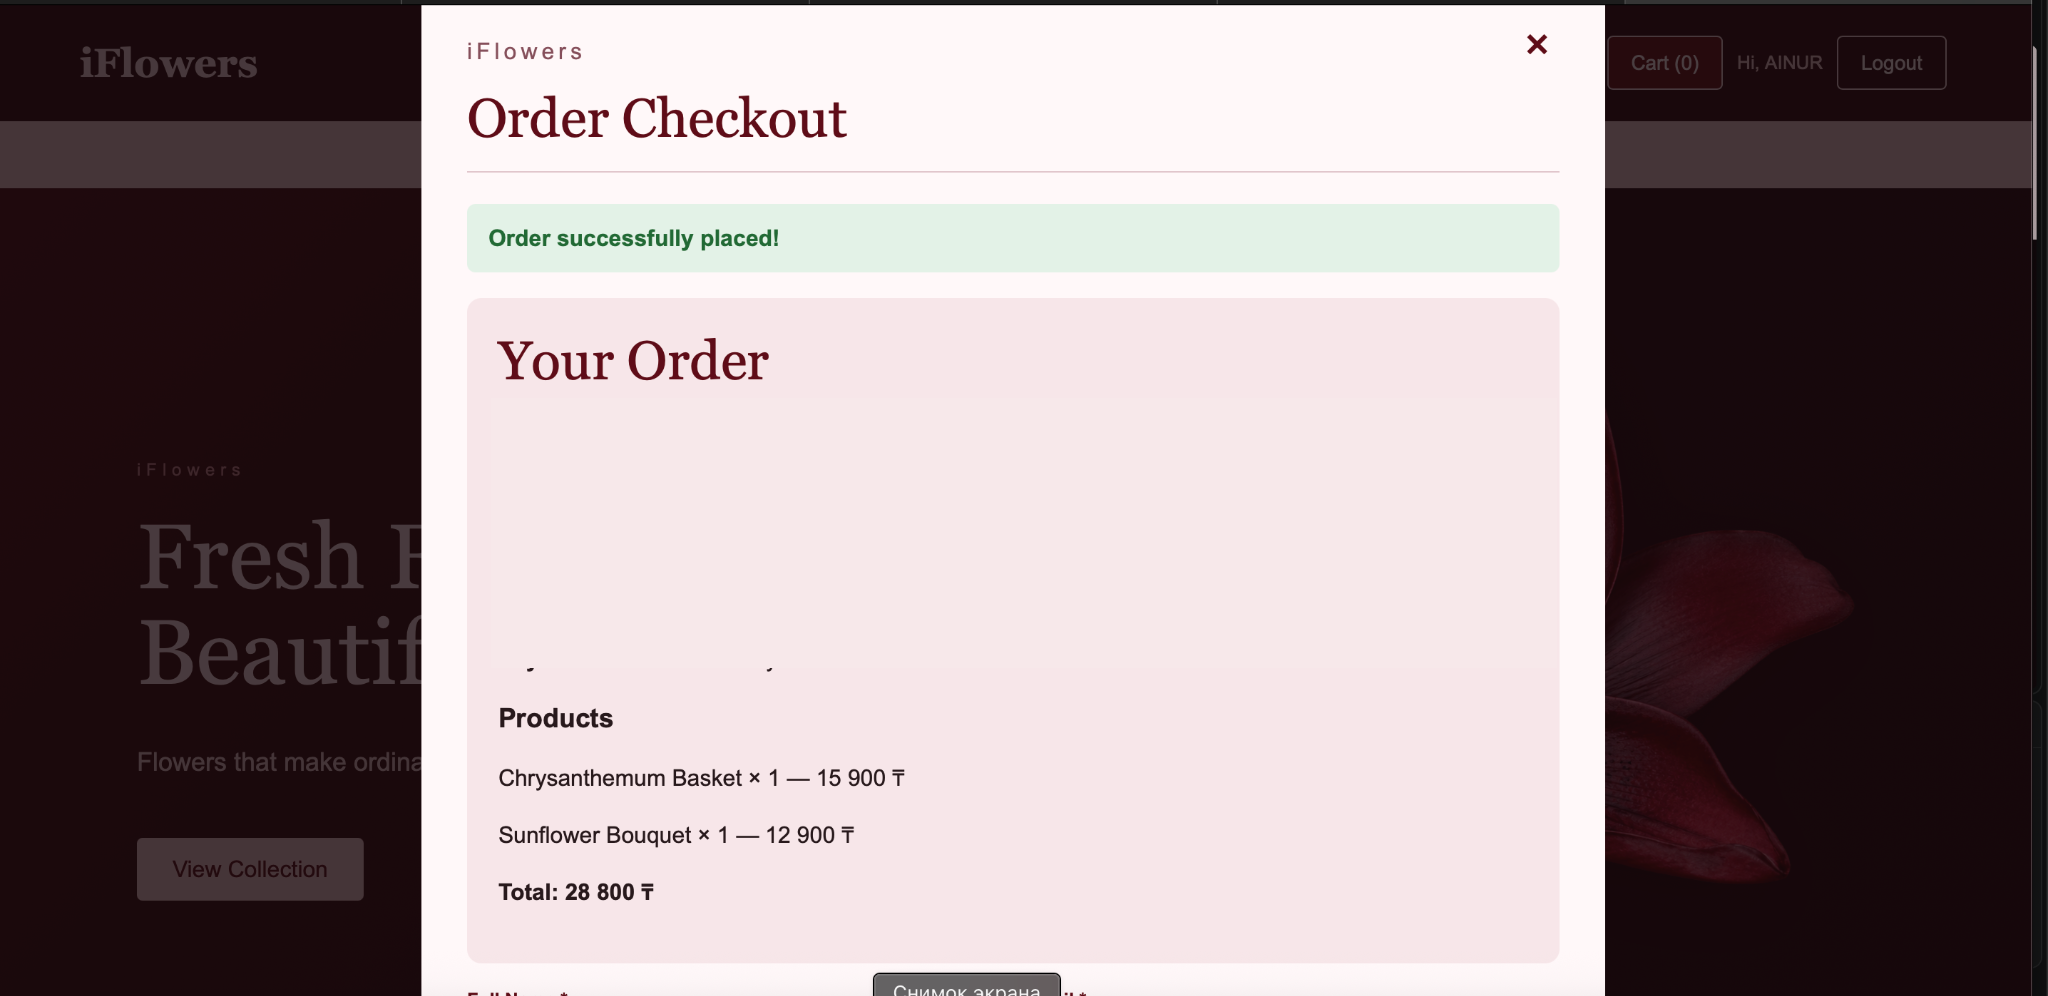 iFlowers
Cart (0)
Hi, AINUR
Logout
iFlowers
Order Checkout
Order successfully placed!
Your Order
iFlowers
Fresh
Beautif
Flowers that make ordina
View Collection
Products
Chrysanthemum Basket × 1 — 15 900 ₸
Sunflower Bouquet × 1 — 12 900 ₸
Total: 28 800 ₸
Снимок экрана